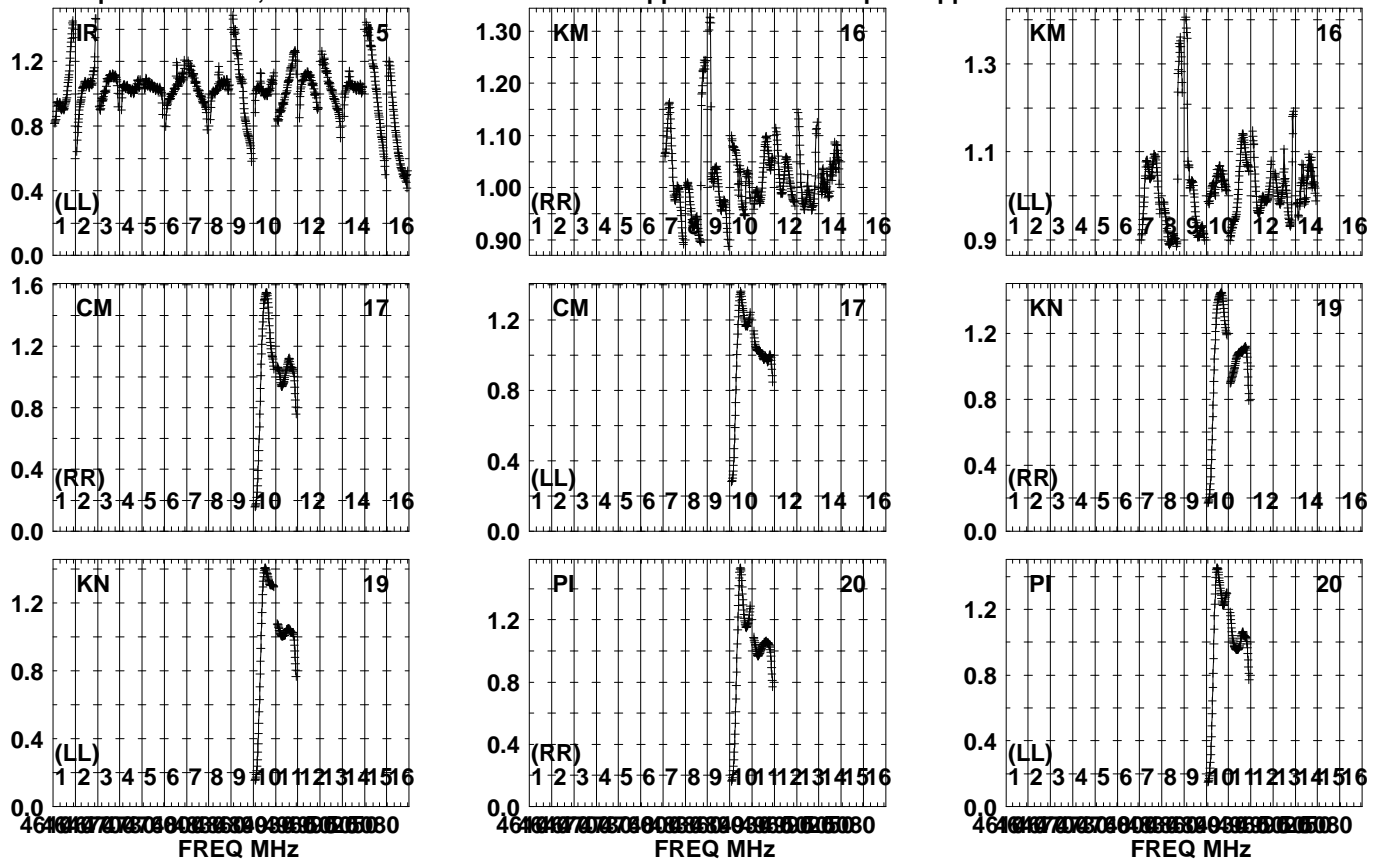 IR 15
1.2
0.8
0.4
0.0
(LL)
1 2 3 4 5 6 7 8 9 10 12 14 16
KM 16
1.30
1.20
1.10
1.00
0.90
(RR)
1 2 3 4 5 6 7 8 9 10 12 14 16
KM 16
1.3
1.1
0.9
(LL)
1 2 3 4 5 6 7 8 9 10 12 14 16
CM 17
1.6
1.2
0.8
0.4
0.0
(RR)
1 2 3 4 5 6 7 8 9 10 12 14 16
CM 17
1.2
0.8
0.4
0.0
(LL)
1 2 3 4 5 6 7 8 9 10 12 14 16
KN 19
1.2
0.8
0.4
0.0
(RR)
1 2 3 4 5 6 7 8 9 10 12 14 16
KN 19
1.2
0.8
0.4
0.0
(LL)
1 2 3 4 5 6 7 8 9 10 11 12 13 14 15 16
FREQ MHz
PI 20
1.2
0.8
0.4
0.0
(RR)
1 2 3 4 5 6 7 8 9 10 11 12 13 14 15 16
FREQ MHz
PI 20
1.2
0.8
0.4
0.0
(LL)
1 2 3 4 5 6 7 8 9 10 11 12 13 14 15 16
FREQ MHz